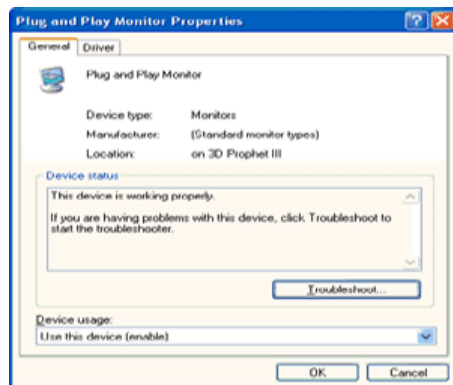 Plug and Play Monitor Properties
General Driver
Plug and Play Monitor
Device type: Monitors
Manufacturer: (Standard monitor types)
Location: on 3D Prophet III
Device status
This device is working properly.
If you are having problems with this device, click Troubleshoot to
start the troubleshooter.
Troubleshoot...
Device usage:
Use this device (enable)
OK Cancel